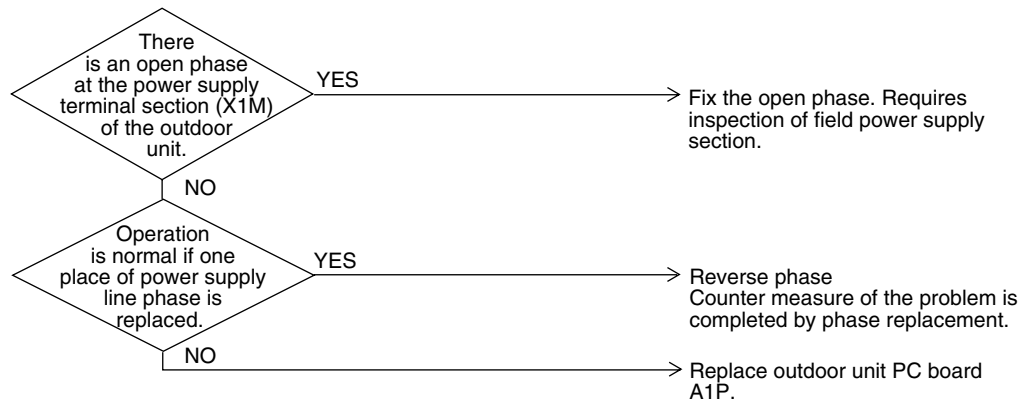 There
is an open phase
at the power supply
terminal section (X1M)
of the outdoor
unit.
YES
Fix the open phase. Requires
inspection of field power supply
section.
NO
Operation
is normal if one
place of power supply
line phase is
replaced.
YES
Reverse phase
Counter measure of the problem is
completed by phase replacement.
NO
Replace outdoor unit PC board
A1P.